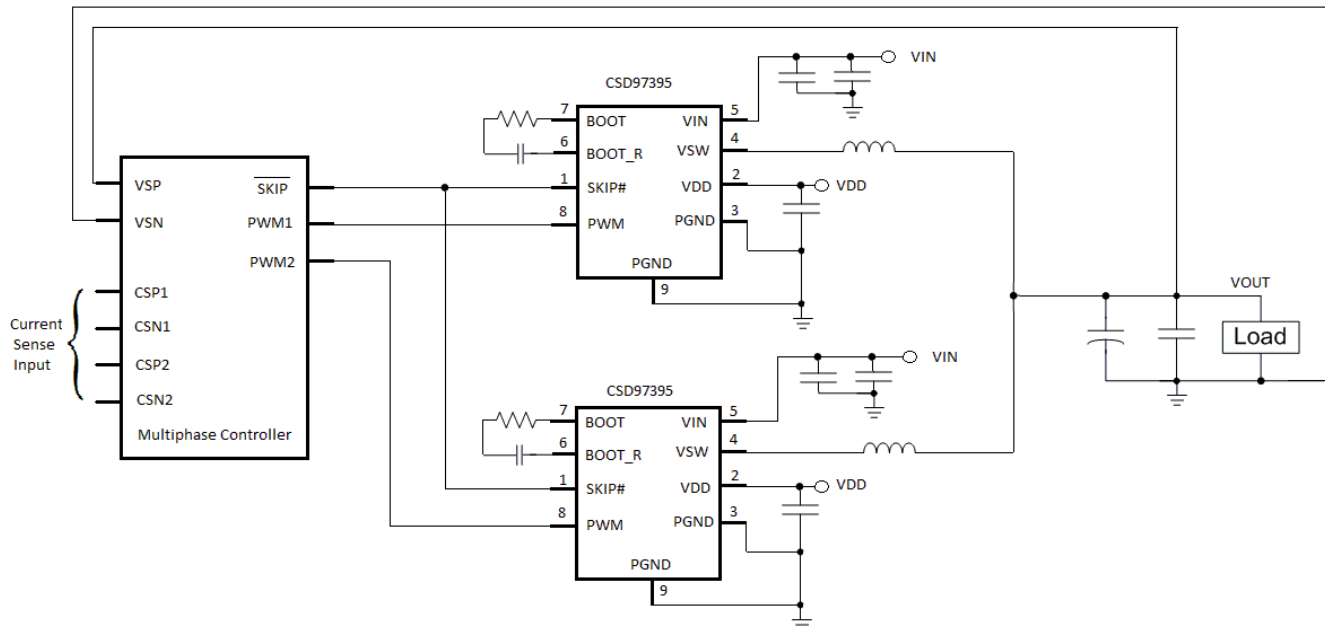 CSD97395
VIN
7
BOOT
VIN
5
6
BOOT_R
VSW
4
1
SKIP#
VDD
2
VDD
8
PWM
PGND
3
PGND
9
VSP
SKIP
VSN
PWM1
PWM2
CSP1
CSN1
CSP2
CSN2
Multiphase Controller
Current
Sense
Input
VOUT
Load
CSD97395
VIN
7
BOOT
VIN
5
6
BOOT_R
VSW
4
1
SKIP#
VDD
2
VDD
8
PWM
PGND
3
PGND
9